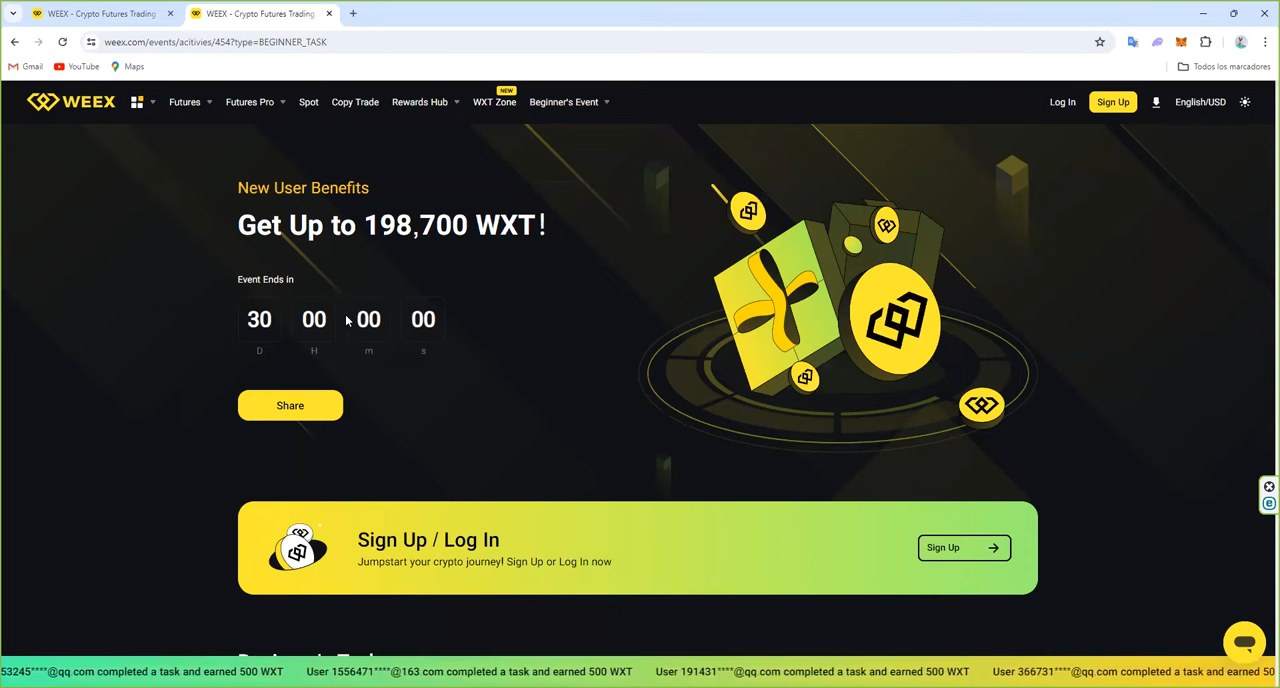 WEEX - Crypto Futures Trading
WEEX - Crypto Futures Trading
weex.com/events/acitivies/454?type=BEGINNER_TASK
Gmail
YouTube
Maps
Todos los marcadores
WEEX
Futures
Futures Pro
Spot
Copy Trade
Rewards Hub
NEW
WXT Zone
Beginner's Event
Log In
Sign Up
English/USD
New User Benefits
Get Up to 198,700 WXT!
Event Ends in
30 00 00 00
D H m s
Share
Sign Up / Log In
Jumpstart your crypto journey! Sign Up or Log In now
Sign Up
53245****@qq.com completed a task and earned 500 WXT
User 1556471****@163.com completed a task and earned 500 WXT
User 191431****@qq.com completed a task and earned 500 WXT
User 366731****@qq.com completed a task and earned 50